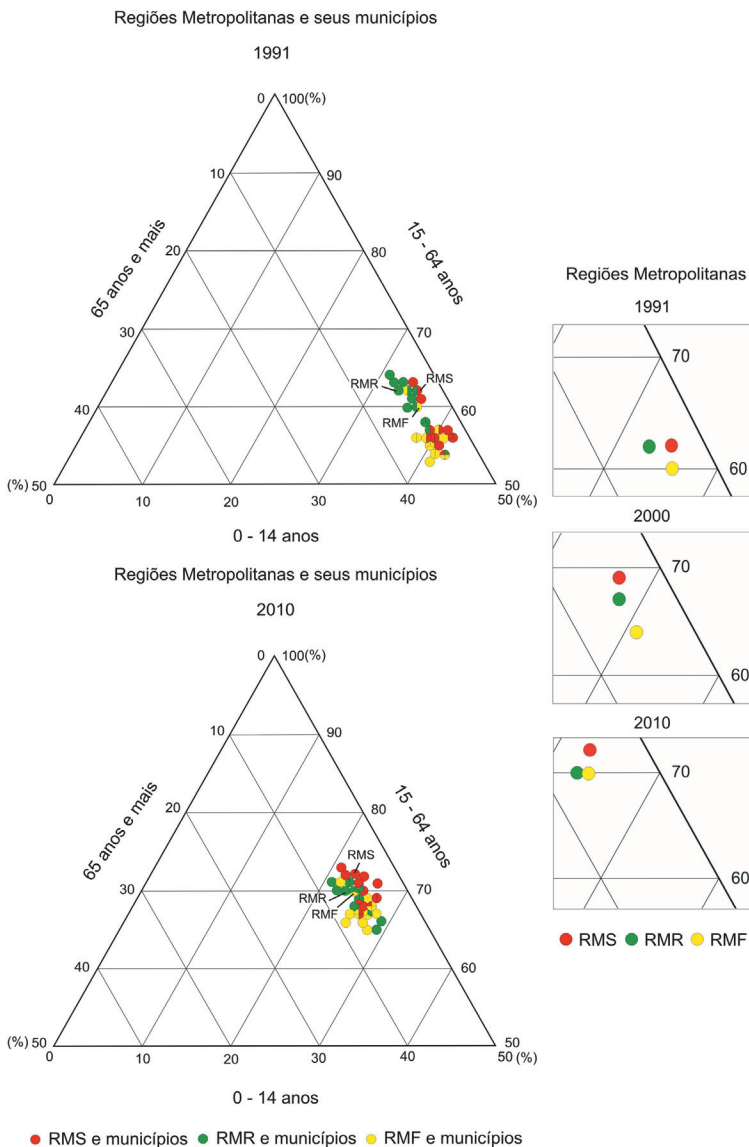 Regiões Metropolitanas e seus municípios
1991
0 100(%)
10 90
20 80
30 70
40 60
(%) 50 50
65 anos e mais
15 - 64 anos
RMR
RMS
RMF
0 10 20 30 40 50 (%)
0 - 14 anos
Regiões Metropolitanas e seus municípios
2010
0 100(%)
10 90
20 80
30 70
40 60
(%) 50 50
65 anos e mais
15 - 64 anos
RMS
RMR
RMF
0 10 20 30 40 50 (%)
0 - 14 anos
RMS e municípios RMR e municípios RMF e municípios
Regiões Metropolitanas
1991
70
60
2000
70
60
2010
70
60
RMS RMR RMF